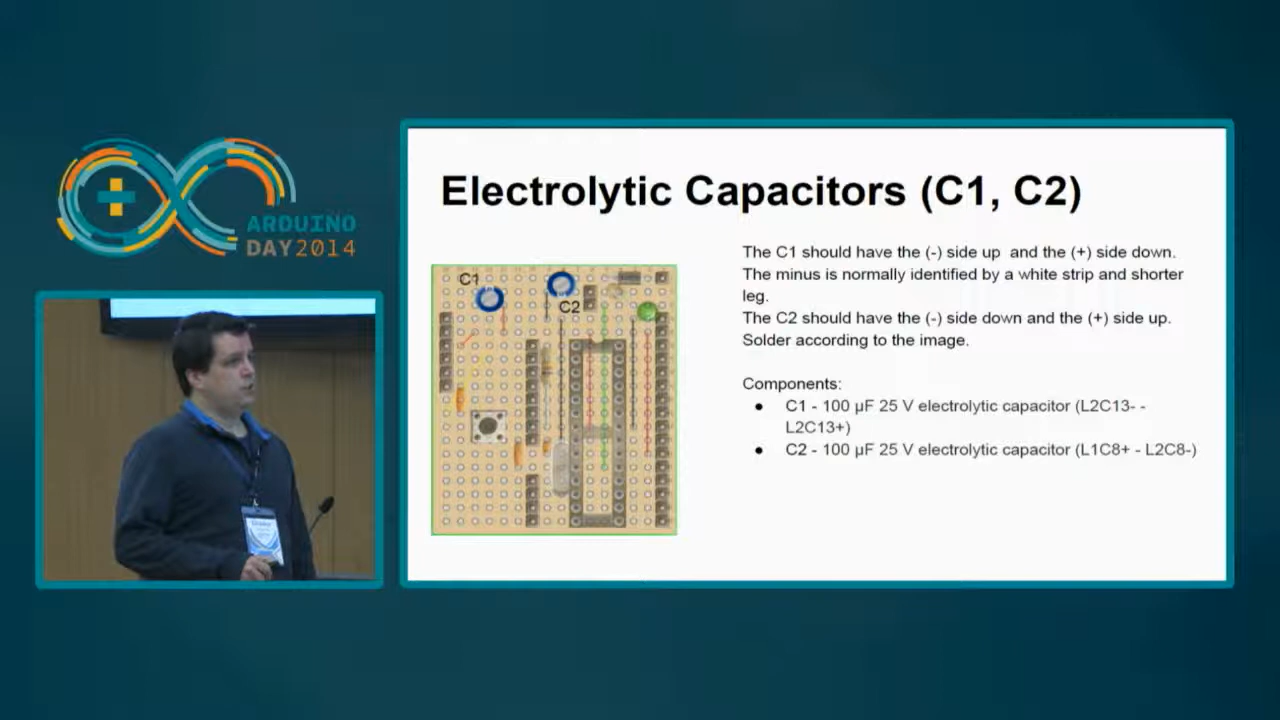 ARDUINO
DAY2014
Electrolytic Capacitors (C1, C2)
The C1 should have the (-) side up and the (+) side down.
The minus is normally identified by a white strip and shorter
leg.
The C2 should have the (-) side down and the (+) side up.
Solder according to the image.
Components:
● C1 - 100 µF 25 V electrolytic capacitor (L2C13- -
L2C13+)
● C2 - 100 µF 25 V electrolytic capacitor (L1C8+ - L2C8-)
C1
C2